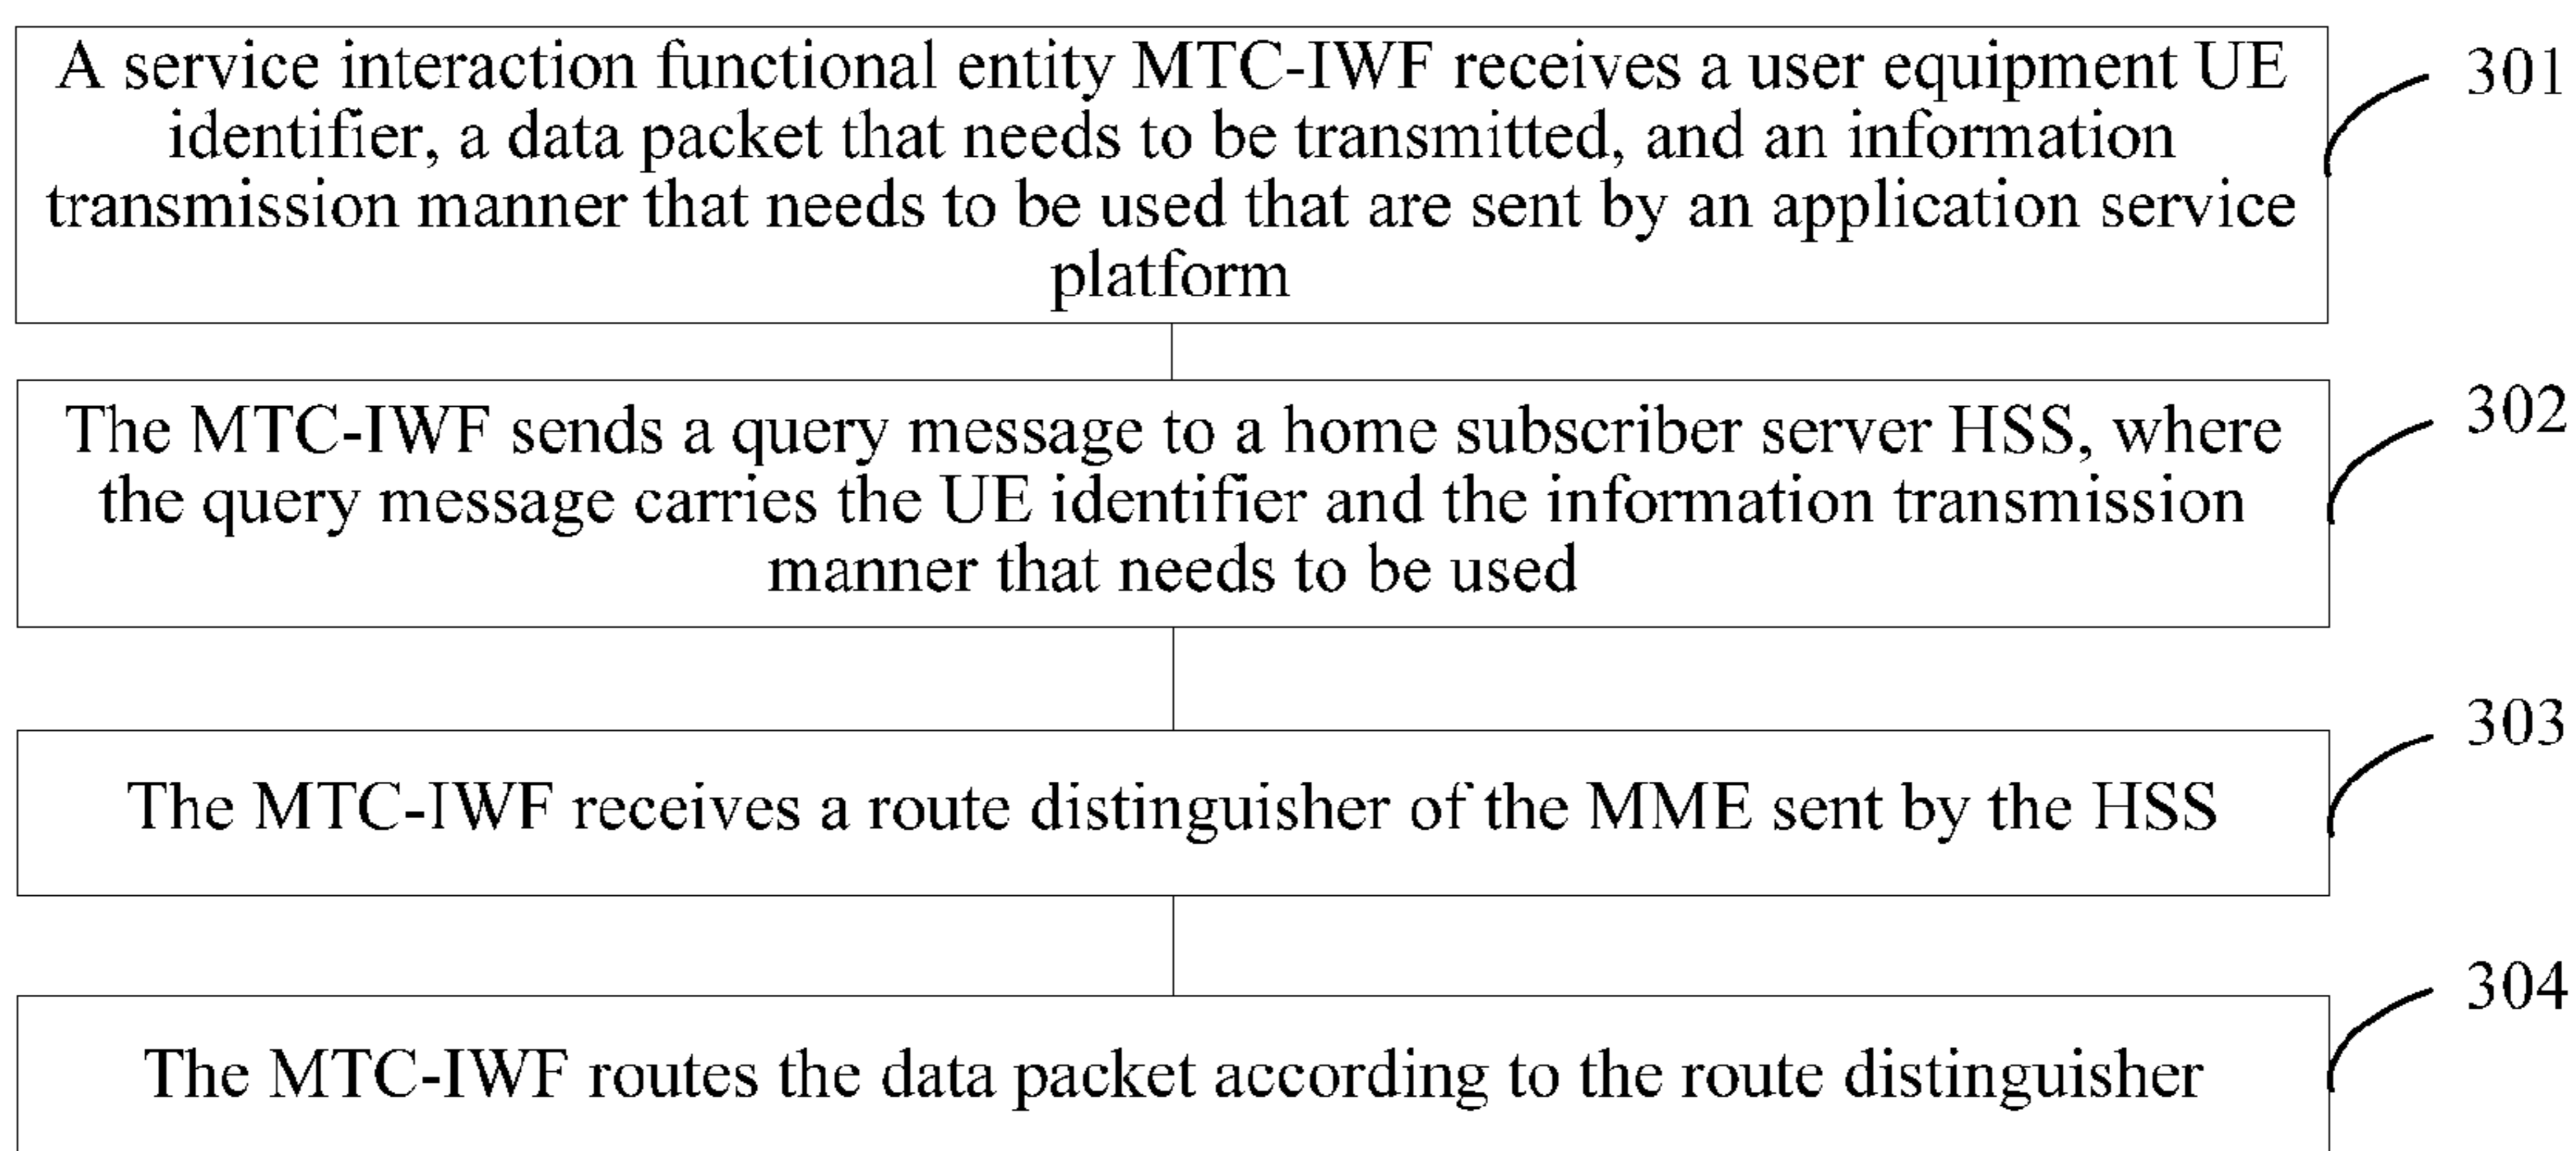 A service interaction functional entity MTC-IWF receives a user equipment UE
identifier, a data packet that needs to be transmitted, and an information
transmission manner that needs to be used that are sent by an application service
platform
301
The MTC-IWF sends a query message to a home subscriber server HSS, where
the query message carries the UE identifier and the information transmission
manner that needs to be used
302
The MTC-IWF receives a route distinguisher of the MME sent by the HSS
303
The MTC-IWF routes the data packet according to the route distinguisher
304